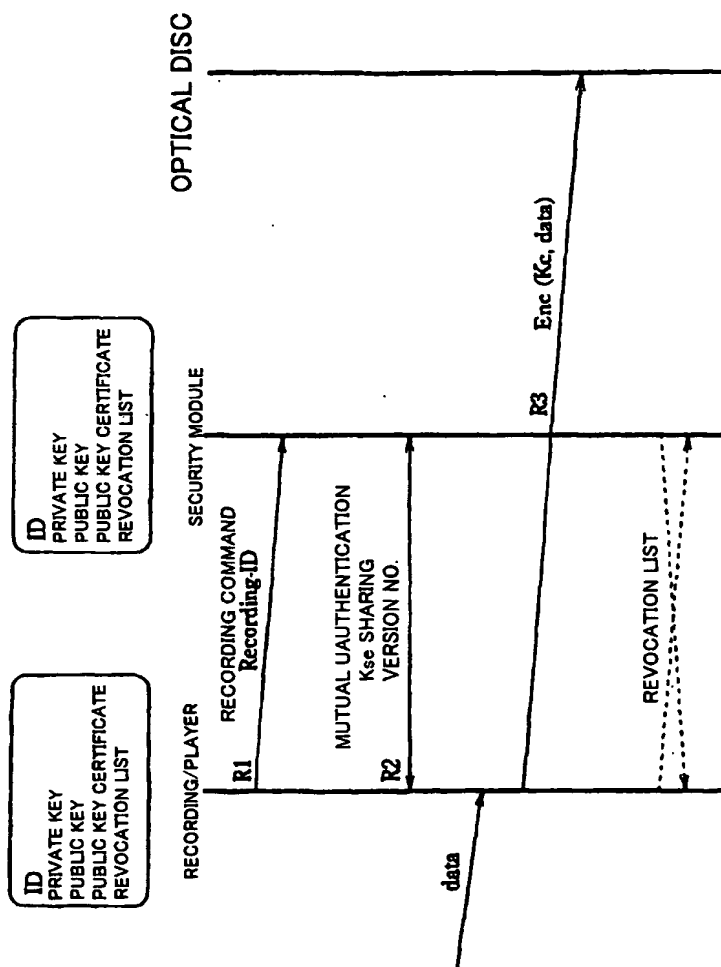 ID
PRIVATE KEY
PUBLIC KEY
PUBLIC KEY CERTIFICATE
REVOCATION LIST
ID
PRIVATE KEY
PUBLIC KEY
PUBLIC KEY CERTIFICATE
REVOCATION LIST
RECORDING/PLAYER
SECURITY MODULE
OPTICAL DISC
R1
RECORDING COMMAND
Recording-ID
R2
MUTUAL UAUTHENTICATION
Kse SHARING
VERSION NO.
data
R3
Enc (Kc, data)
REVOCATION LIST